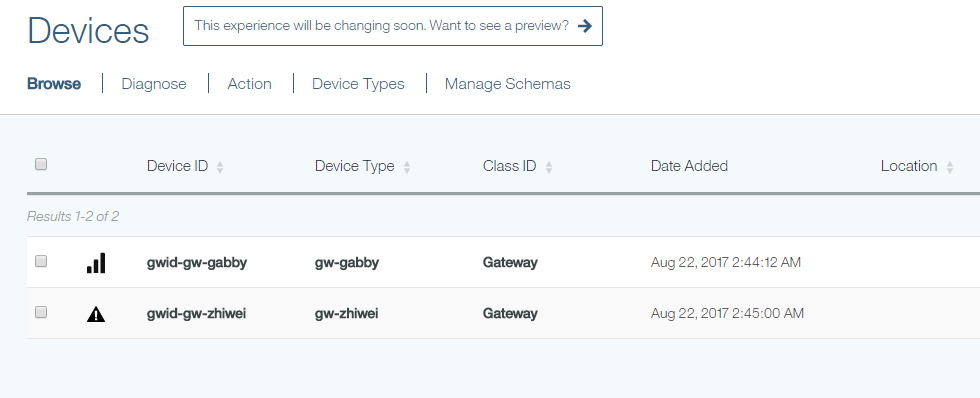 Devices
This experience will be changing soon. Want to see a preview?
Browse Diagnose Action Device Types Manage Schemas
Device ID Device Type Class ID Date Added Location
Results 1-2 of 2
gwid-gw-gabby gw-gabby Gateway Aug 22, 2017 2:44:12 AM
gwid-gw-zhiwei gw-zhiwei Gateway Aug 22, 2017 2:45:00 AM